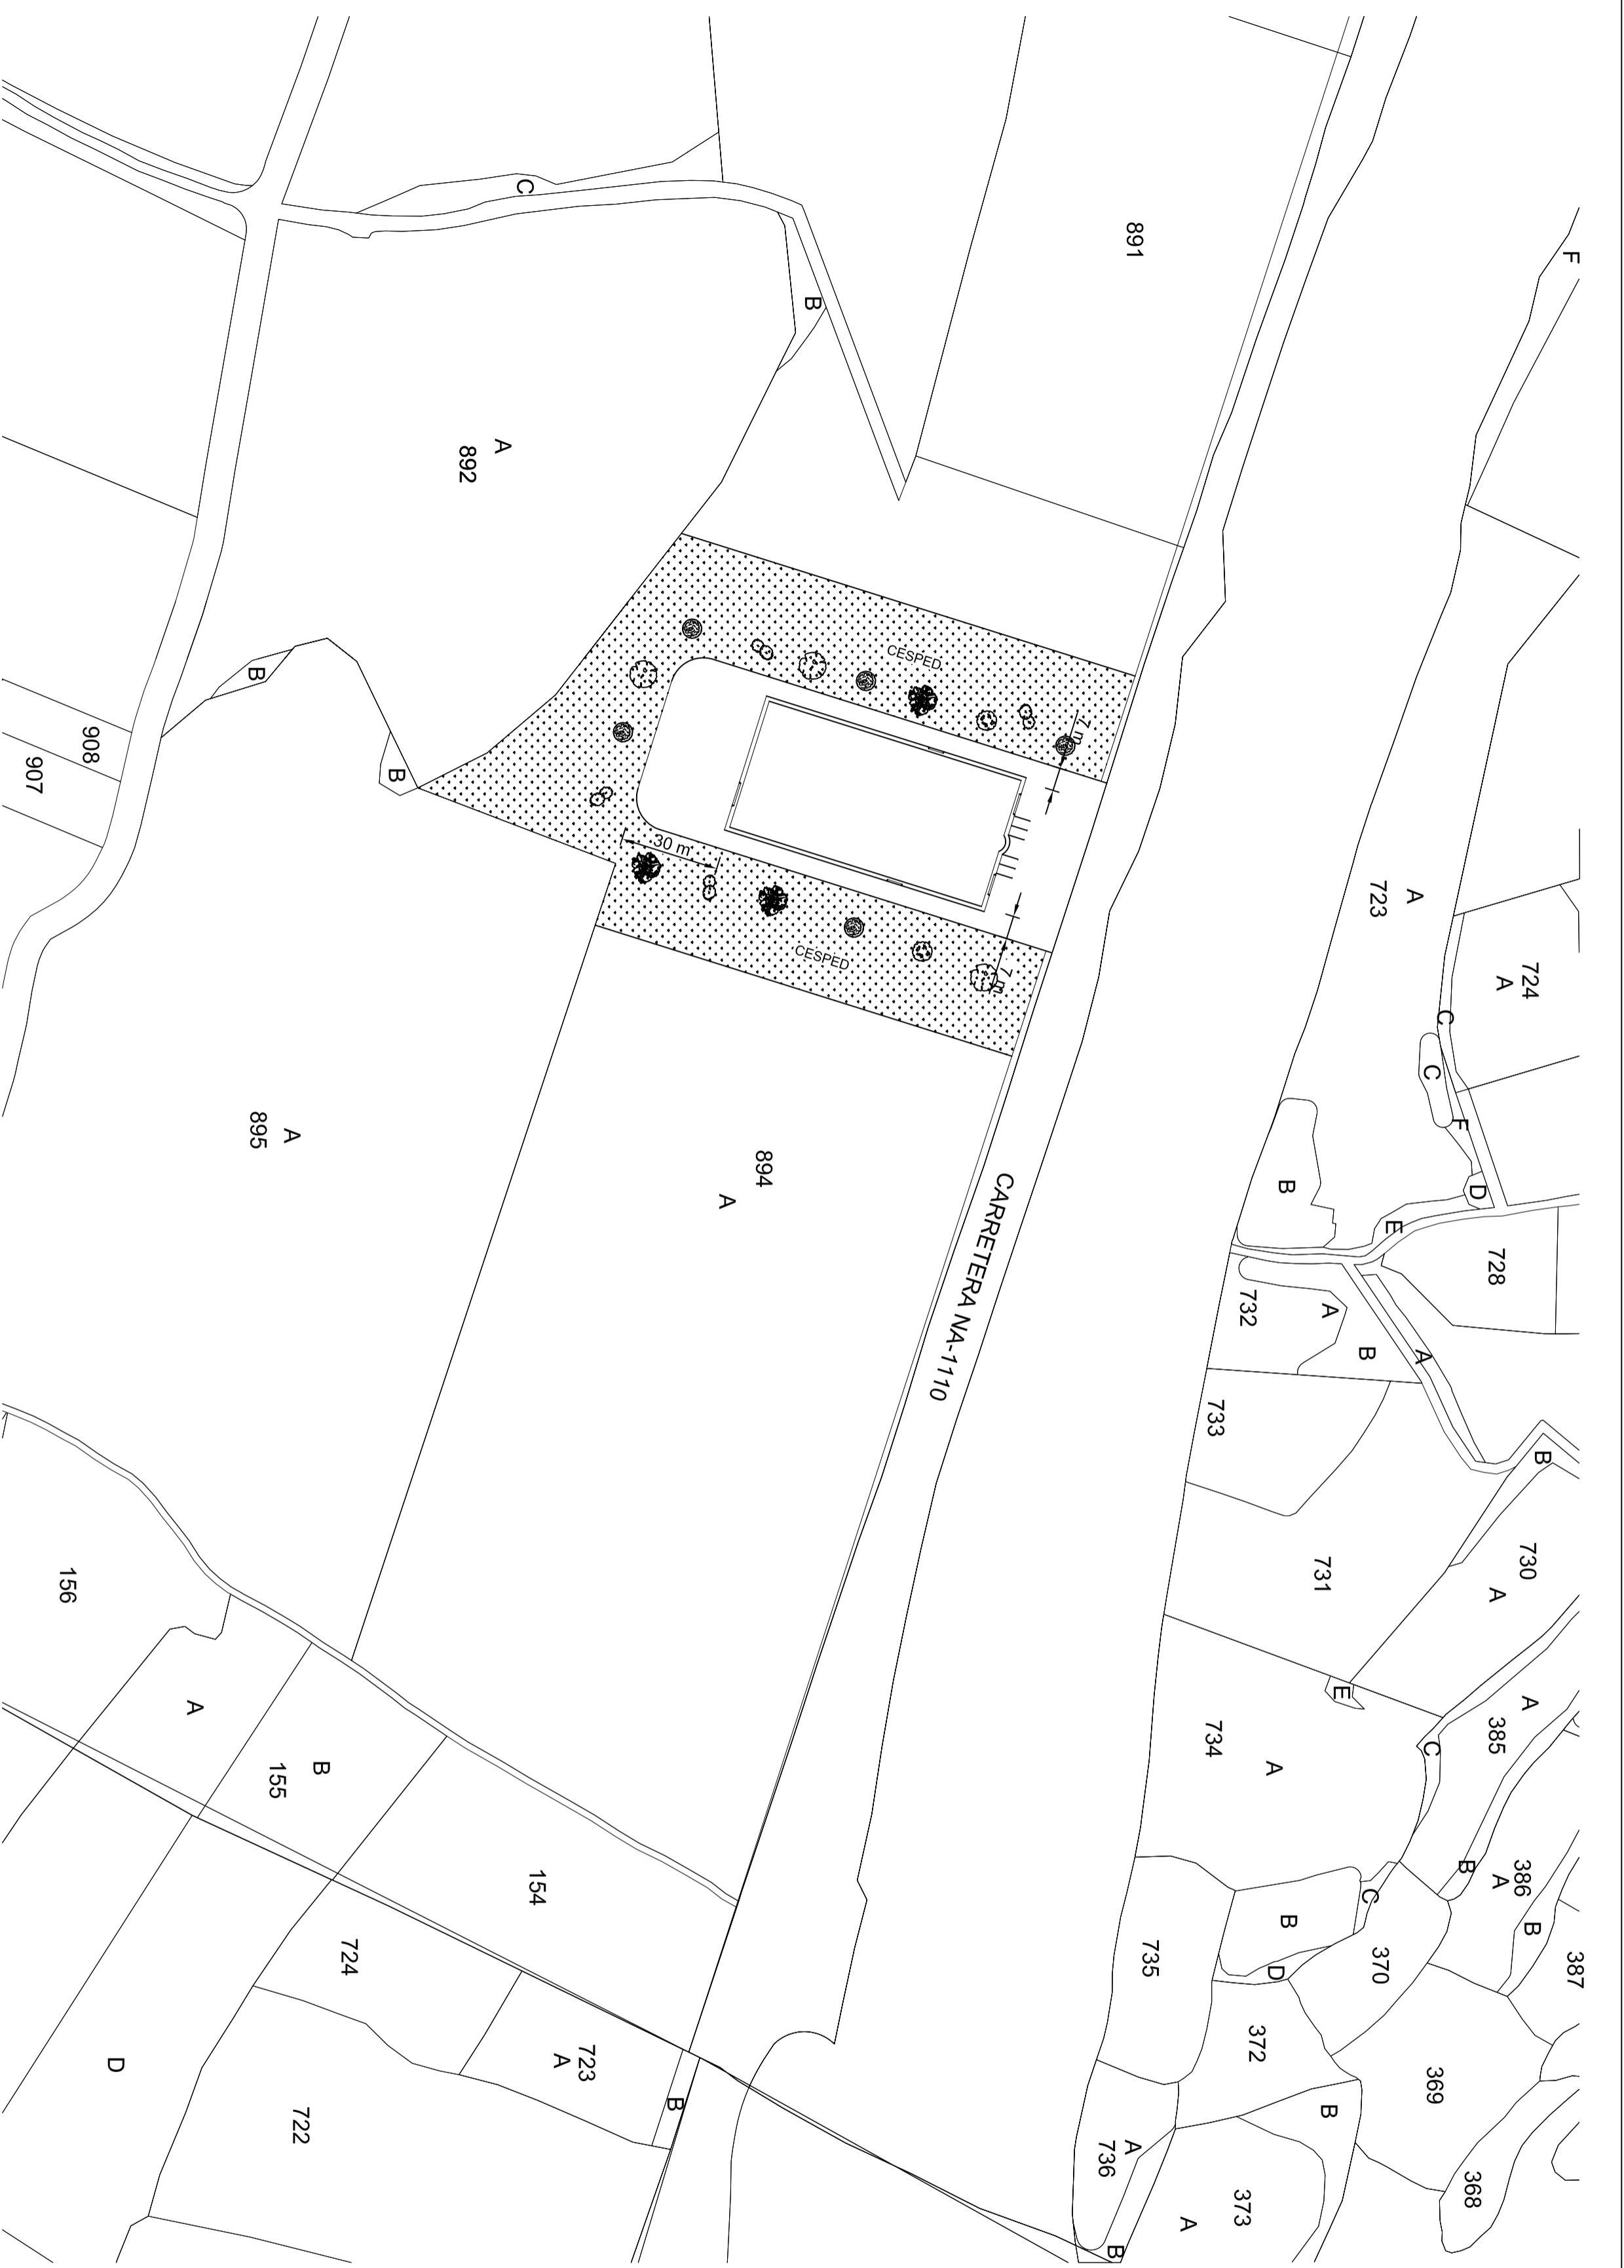 F
387
B
730
A
724
A
B
386
A
A
385
728
A
D
368
B
F
C
C
A
369
A
723
E
C
370
B
C
A
E
731
B
A
B
B
372
D
A
732
373
733
734
A
735
891
A
736
B
7 m
7 m
CARRETERA NA-1110
CESPED
CESPED
B
894
A
30 m
B
723
A
154
C
A
892
B
724
B
155
722
A
895
B
A
D
908
156
907